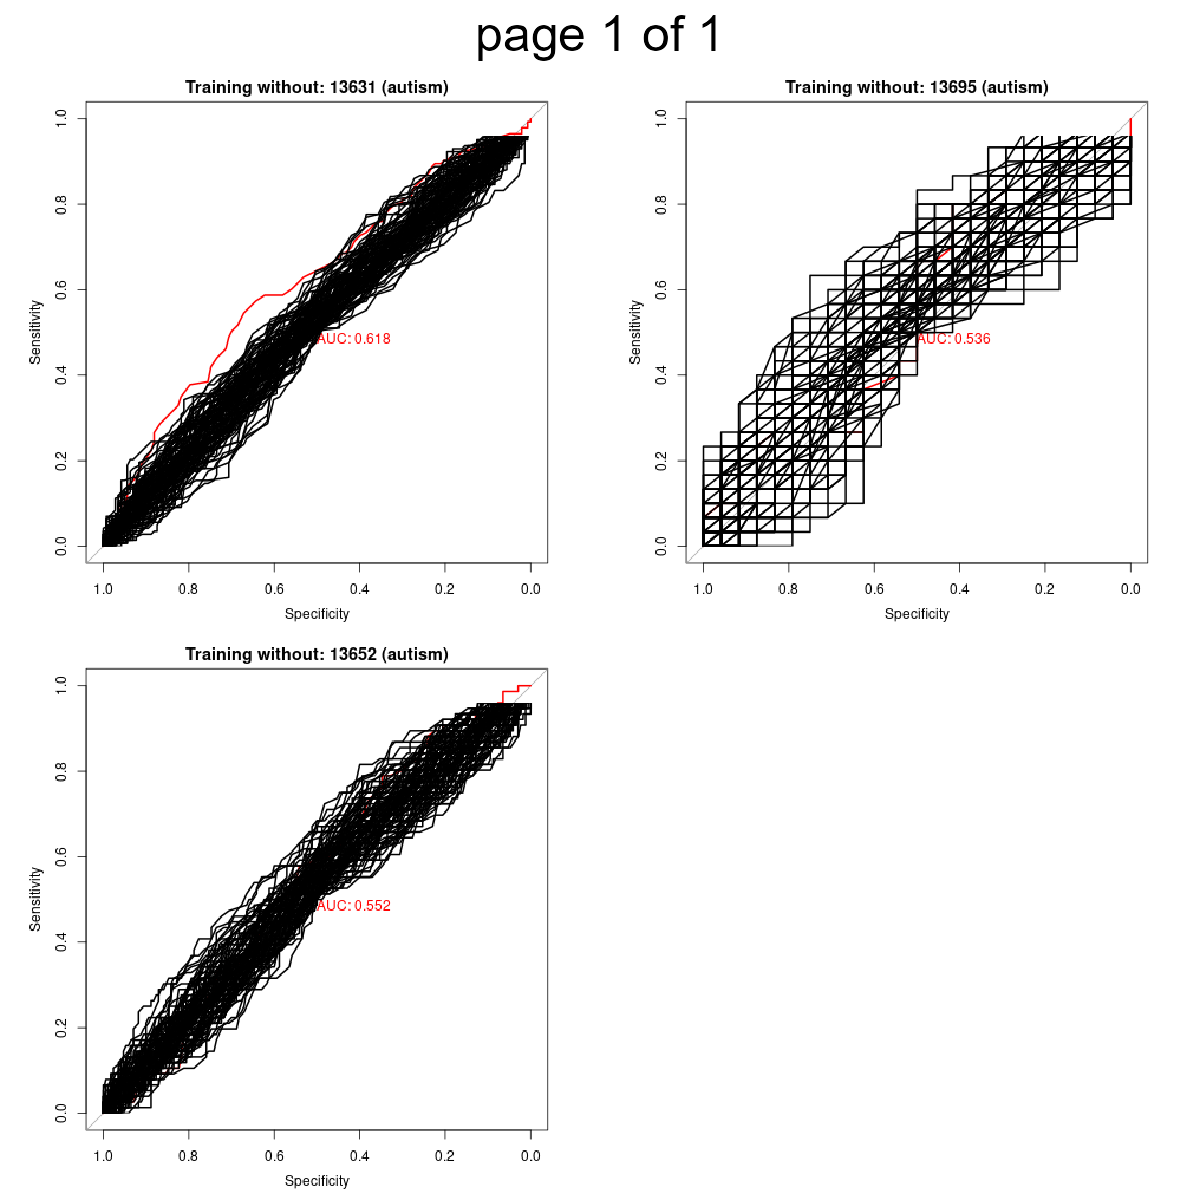 page 1 of 1
Training without: 13631 (autism)
Sensitivity
0.0 0.2 0.4 0.6 0.8 1.0
AUC: 0.618
1.0 0.8 0.6 0.4 0.2 0.0
Specificity
Training without: 13695 (autism)
Sensitivity
0.0 0.2 0.4 0.6 0.8 1.0
AUC: 0.536
1.0 0.8 0.6 0.4 0.2 0.0
Specificity
Training without: 13652 (autism)
Sensitivity
0.0 0.2 0.4 0.6 0.8 1.0
AUC: 0.552
1.0 0.8 0.6 0.4 0.2 0.0
Specificity